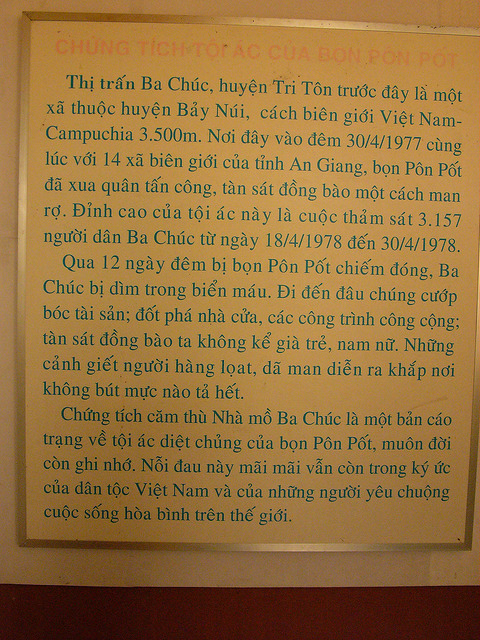 CHỨNG TÍCH TỘI ÁC CỦA BỌN PÔN PỐT
Thị trấn Ba Chúc, huyện Tri Tôn trước đây là một
xã thuộc huyện Bảy Núi, cách biên giới Việt Nam-
Campuchia 3.500m. Nơi đây vào đêm 30/4/1977 cùng
lúc với 14 xã biên giới của tỉnh An Giang, bọn Pôn Pốt
đã xua quân tấn công, tàn sát đồng bào một cách man
rợ. Đỉnh cao của tội ác này là cuộc thảm sát 3.157
người dân Ba Chúc từ ngày 18/4/1978 đến 30/4/1978.
Qua 12 ngày đêm bị bọn Pôn Pốt chiếm đóng, Ba
Chúc bị dìm trong biển máu. Đi đến đâu chúng cướp
bóc tài sản; đốt phá nhà cửa, các công trình công cộng;
tàn sát đồng bào ta không kể già trẻ, nam nữ. Những
cảnh giết người hàng lọat, dã man diễn ra khắp nơi
không bút mực nào tả hết.
Chứng tích căm thù Nhà mồ Ba Chúc là một bản cáo
trạng về tội ác diệt chủng của bọn Pôn Pốt, muôn đời
còn ghi nhớ. Nỗi đau này mãi mãi vẫn còn trong ký ức
của dân tộc Việt Nam và của những người yêu chuộng
cuộc sống hòa bình trên thế giới.